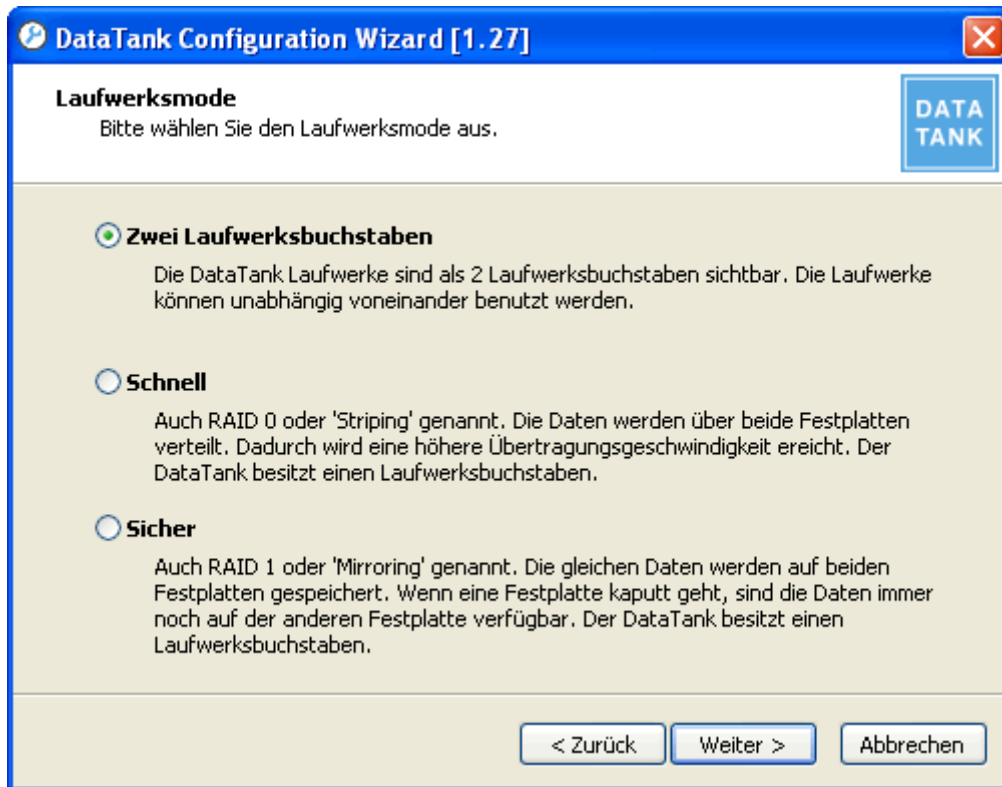 DataTank Configuration Wizard [1.27]
Laufwerksmode
Bitte wählen Sie den Laufwerksmode aus.
DATA
TANK
Zwei Laufwerksbuchstaben
Die DataTank Laufwerke sind als 2 Laufwerksbuchstaben sichtbar. Die Laufwerke
können unabhängig voneinander benutzt werden.
Schnell
Auch RAID 0 oder 'Striping' genannt. Die Daten werden über beide Festplatten
verteilt. Dadurch wird eine höhere Übertragungsgeschwindigkeit ereicht. Der
DataTank besitzt einen Laufwerksbuchstaben.
Sicher
Auch RAID 1 oder 'Mirroring' genannt. Die gleichen Daten werden auf beiden
Festplatten gespeichert. Wenn eine Festplatte kaputt geht, sind die Daten immer
noch auf der anderen Festplatte verfügbar. Der DataTank besitzt einen
Laufwerksbuchstaben.
< Zurück
Weiter >
Abbrechen